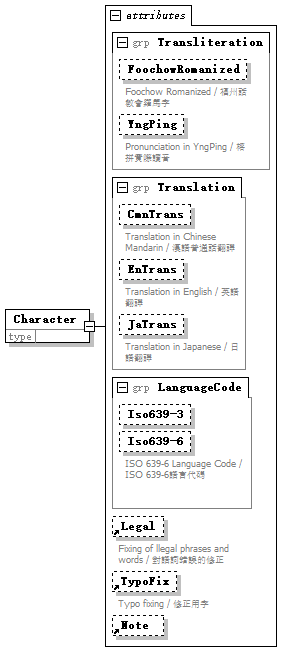 attributes
grp Transliteration
FoochowRomanized
Foochow Romanized / 福州話
教會羅馬字
YngPing
Pronunciation in YngPing / 榕
拼實際讀音
grp Translation
CmnTrans
Translation in Chinese
Mandarin / 漢語普通話翻譯
EnTrans
Translation in English / 英語
翻譯
JaTrans
Translation in Japanese / 日
語翻譯
Character
type
grp LanguageCode
Iso639-3
Iso639-6
ISO 639-6 Language Code /
ISO 639-6語言代碼
Legal
Fixing of llegal phrases and
words / 對語詞錯誤的修正
TypoFix
Typo fixing / 修正用字
Note